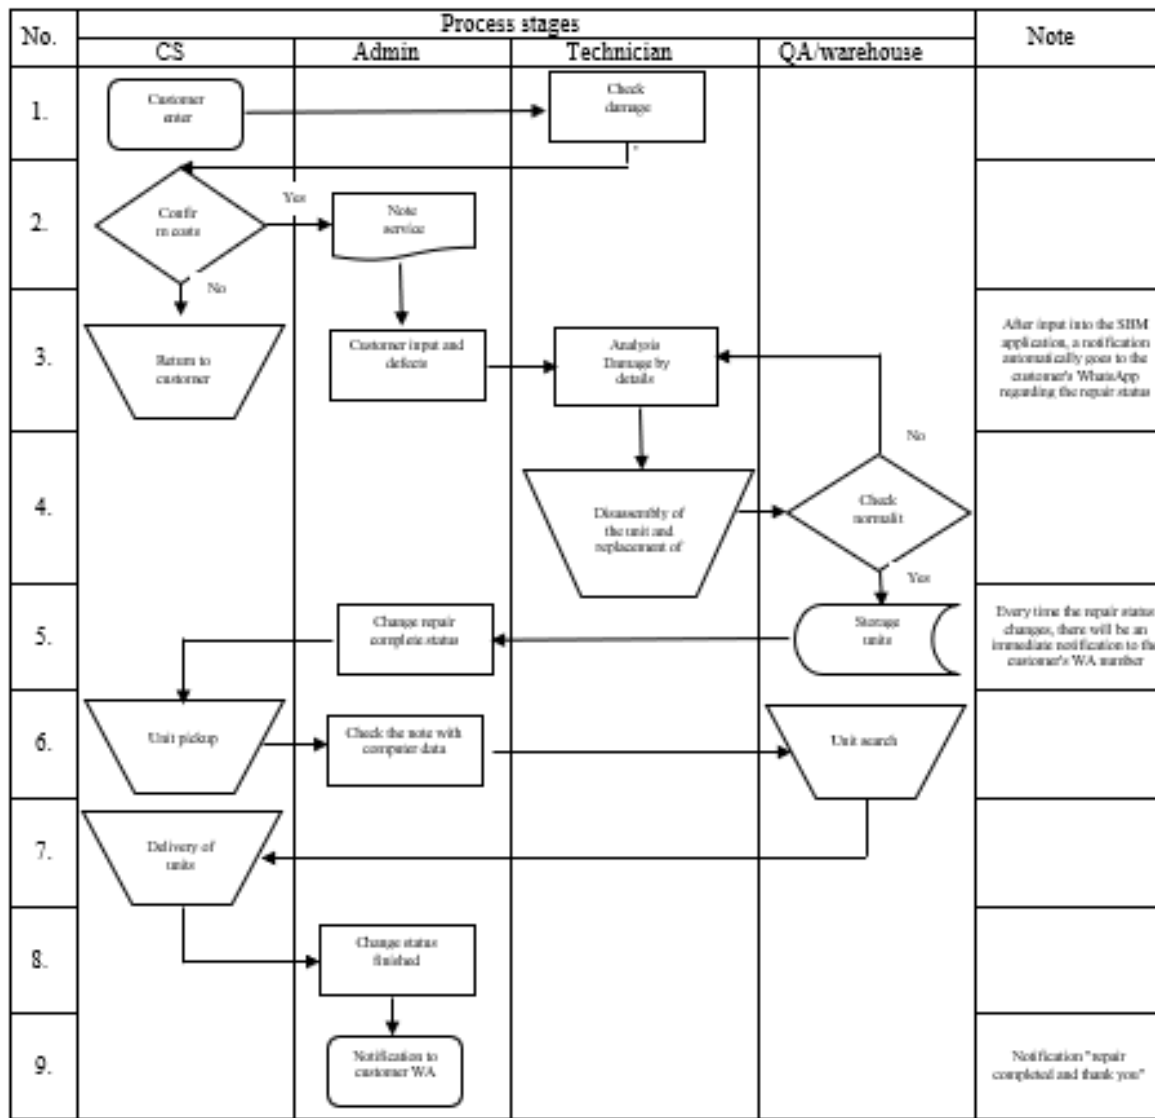 No.
Process stages
Note
CS
Admin
Technician
QA/warehouse
1.
Customer
enter
Check
damage
2.
Confir
m costs
Yes
No
Note
service
3.
Return to
customer
Customer input and
defects
Analysis
Damage by
details
After input into the SBM
application, a notification
automatically goes to the
customer's WhatsApp
regarding the repair status
4.
Disassembly of
the unit and
replacement of
No
Check
normalit
Yes
5.
Change repair
complete status
Storage
units
Every time the repair status
changes, there will be an
immediate notification to the
customer's WA number
6.
Unit pickup
Check the note with
computer data
Unit search
7.
Delivery of
units
8.
Change status
finished
9.
Notification to
customer WA
Notification "repair
completed and thank you"